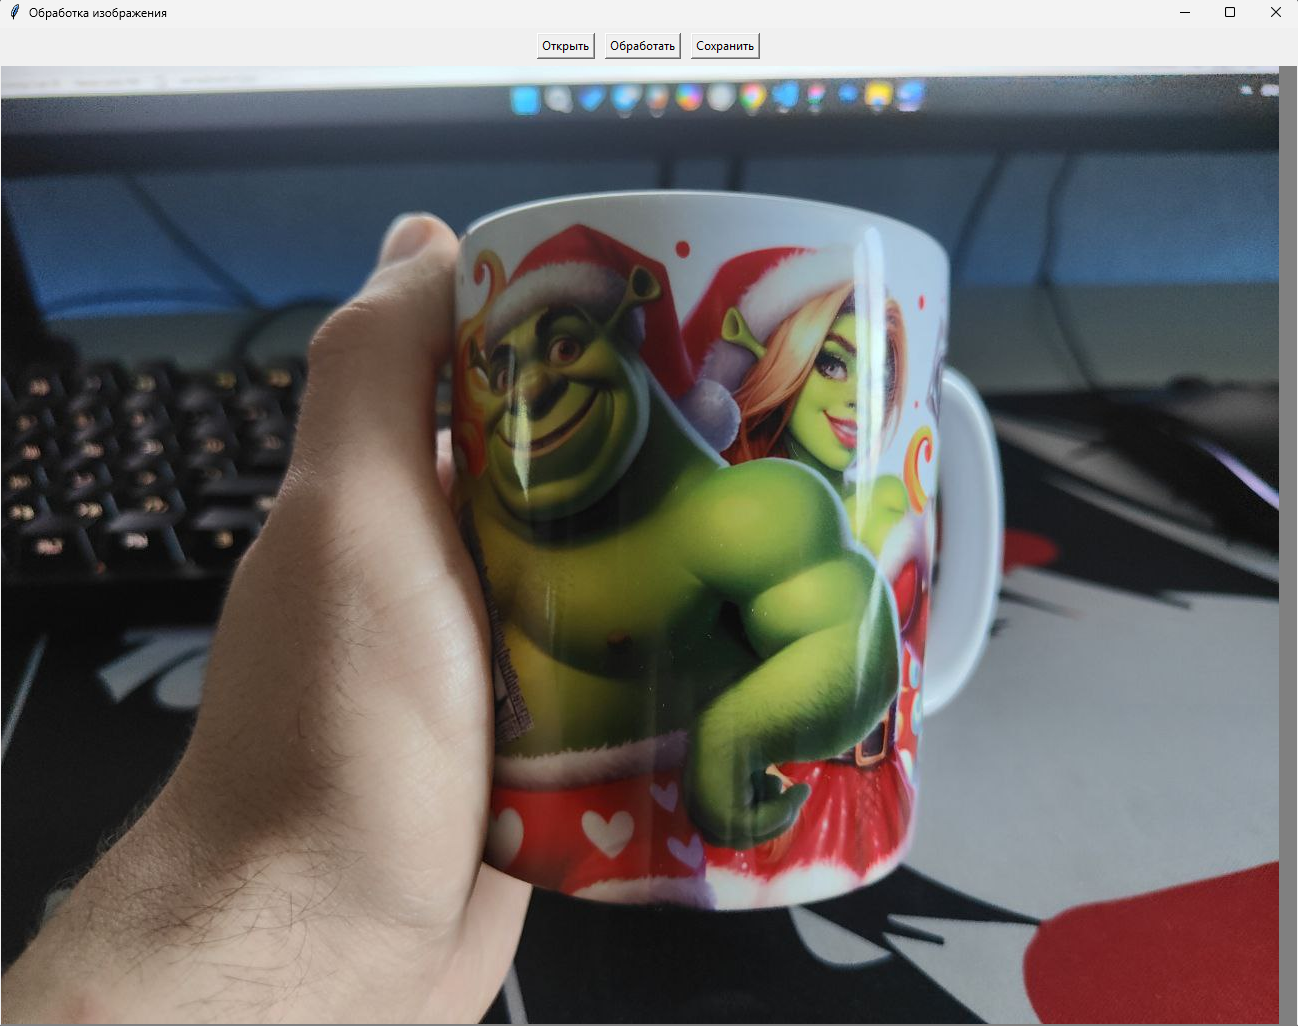 Обработка изображения
Открыть Обработать Сохранить